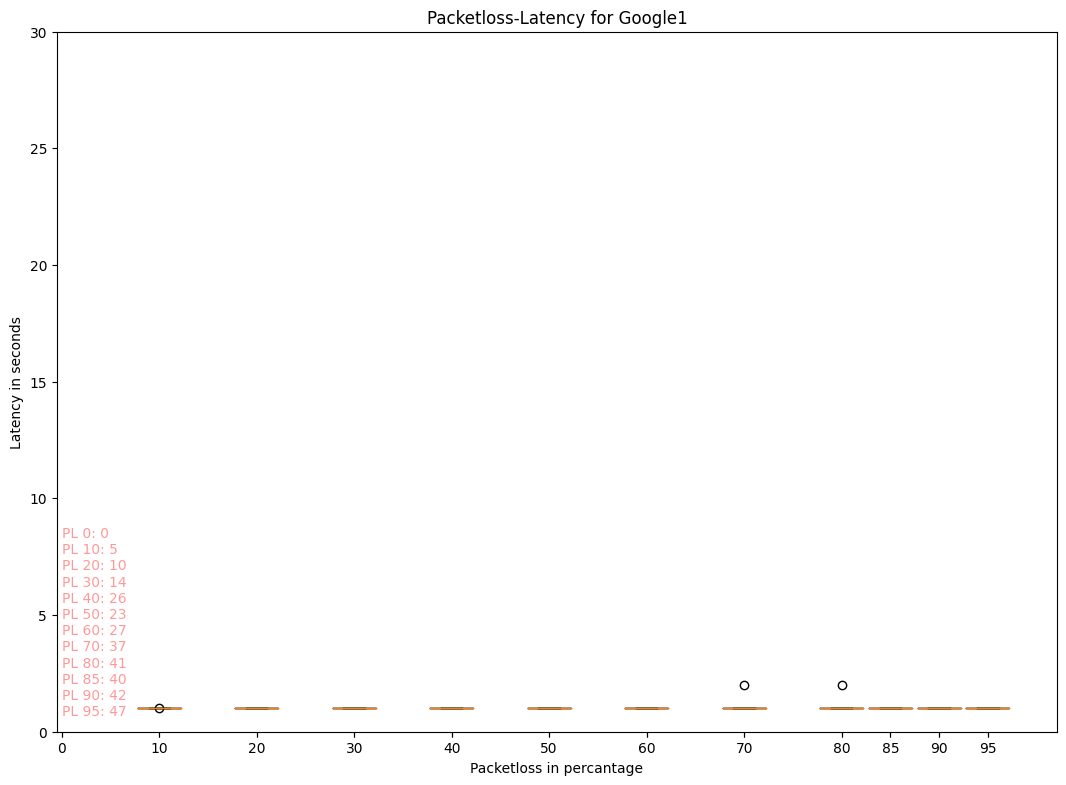 Packetloss-Latency for Google1
30
25
20
15
10
5
0
Latency in seconds
PL 0: 0
PL 10: 5
PL 20: 10
PL 30: 14
PL 40: 26
PL 50: 23
PL 60: 27
PL 70: 37
PL 80: 41
PL 85: 40
PL 90: 42
PL 95: 47
0 10 20 30 40 50 60 70 80 85 90 95
Packetloss in percantage